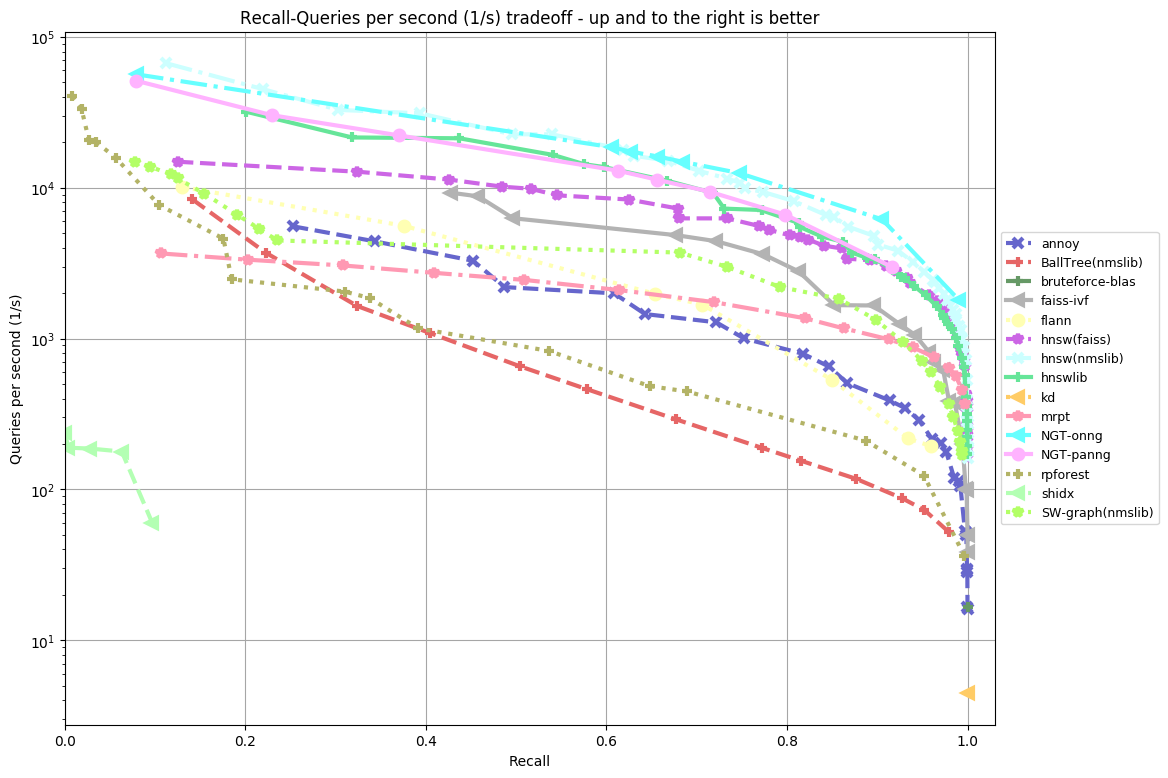 Recall-Queries per second (1/s) tradeoff - up and to the right is better
Queries per second (1/s)
10^5
10^4
10^3
10^2
10^1
0.0 0.2 0.4 0.6 0.8 1.0
Recall
annoy
BallTree(nmslib)
bruteforce-blas
faiss-ivf
flann
hnsw(faiss)
hnsw(nmslib)
hnswlib
kd
mrpt
NGT-onng
NGT-panng
rpforest
shidx
SW-graph(nmslib)